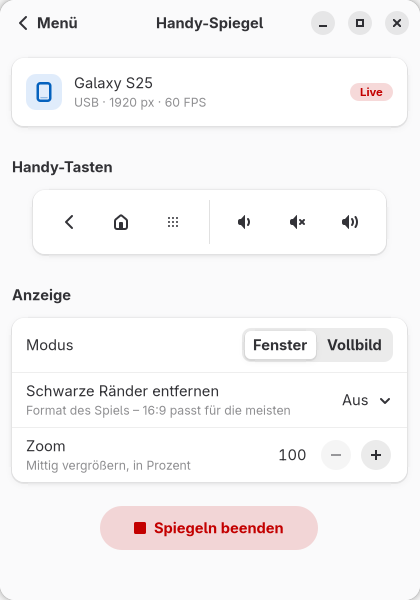 Menü
Handy-Spiegel
Galaxy S25
USB · 1920 px · 60 FPS
Live
Handy-Tasten
Anzeige
Modus
Fenster
Vollbild
Schwarze Ränder entfernen
Format des Spiels – 16:9 passt für die meisten
Aus
Zoom
Mittig vergrößern, in Prozent
100
Spiegeln beenden